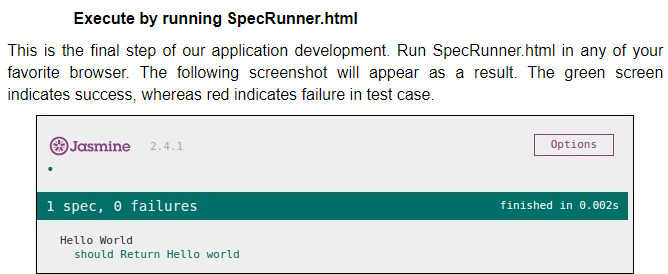 Execute by running SpecRunner.html
This is the final step of our application development. Run SpecRunner.html in any of your
favorite browser. The following screenshot will appear as a result. The green screen
indicates success, whereas red indicates failure in test case.
Jasmine 2.4.1 Options
•
1 spec, 0 failures finished in 0.002s
Hello World
should Return Hello world